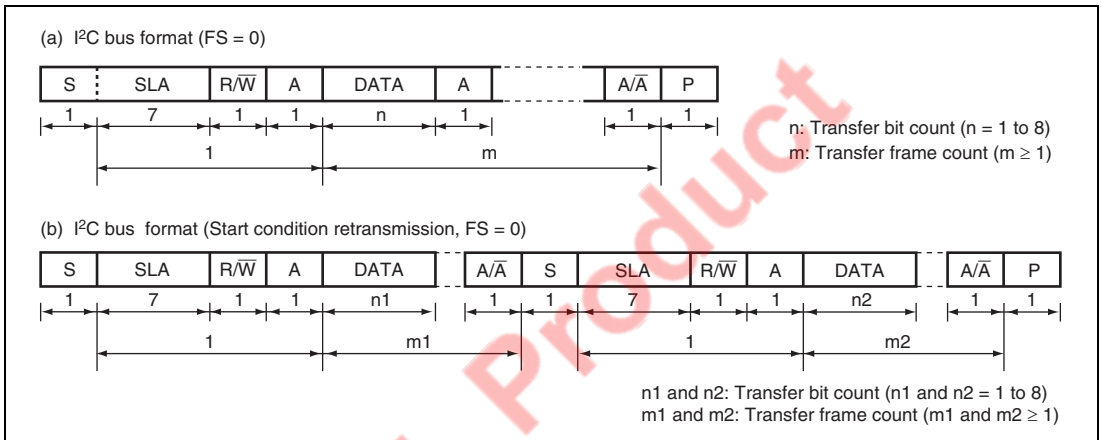 (a) I²C bus format (FS = 0)
S SLA R/W̅ A DATA A A/A̅ P
1 7 1 1 n 1 1 1
n: Transfer bit count (n = 1 to 8)
1 m
m: Transfer frame count (m ≥ 1)
(b) I²C bus format (Start condition retransmission, FS = 0)
S SLA R/W̅ A DATA A/A̅ S SLA R/W̅ A DATA A/A̅ P
1 7 1 1 n1 1 1 7 1 1 n2 1 1
1 m1 1 m2
n1 and n2: Transfer bit count (n1 and n2 = 1 to 8)
m1 and m2: Transfer frame count (m1 and m2 ≥ 1)
Product